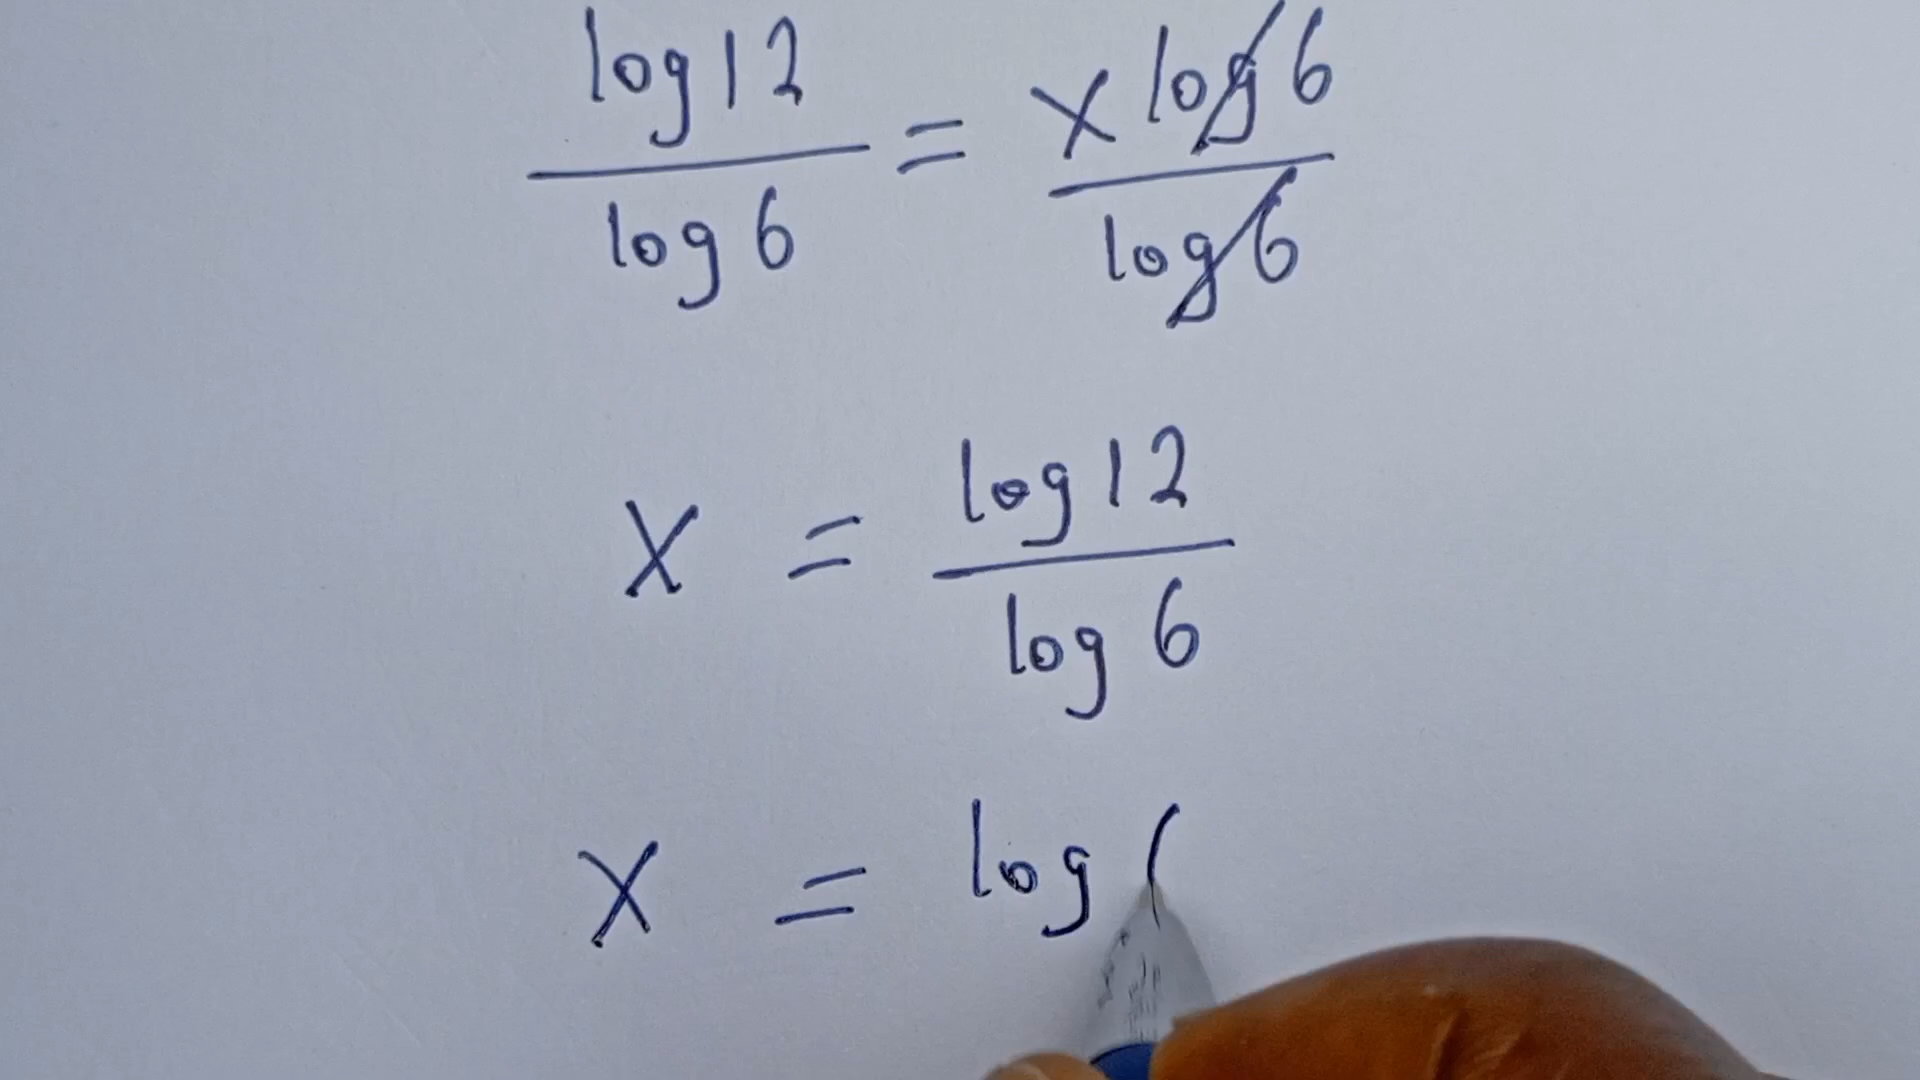 log 12 / log 6 = x log 6 / log 6
x = log 12 / log 6
x = log (